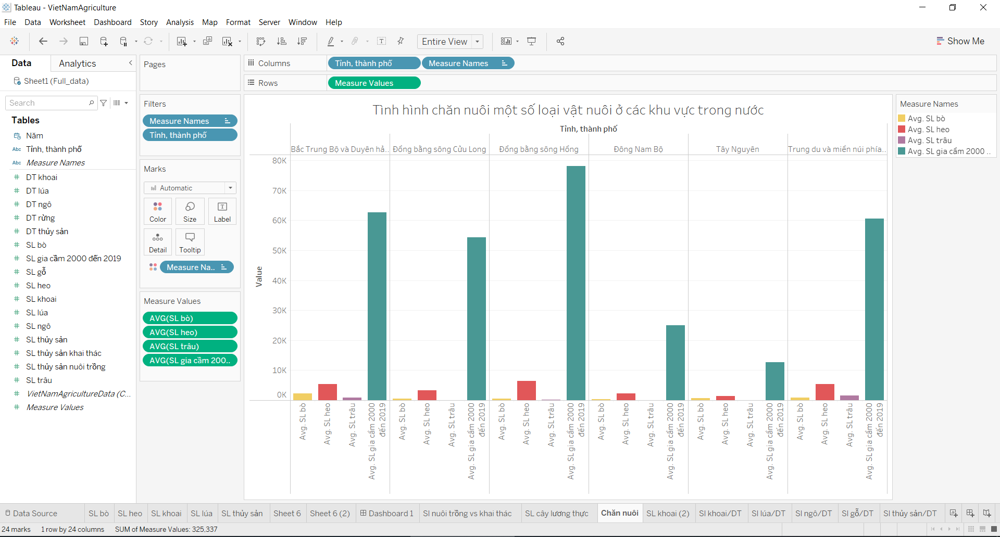 Tableau - VietNamAgriculture
File Data Worksheet Dashboard Story Analysis Map Format Server Window Help
Entire View
Show Me
Data Analytics
Sheet1 (Full_data)
Search
Tables
Năm
Tỉnh, thành phố
Measure Names
DT khoai
DT lúa
DT ngô
DT rừng
DT thủy sản
SL bò
SL gia cầm 2000 đến 2019
SL gỗ
SL heo
SL khoai
SL lúa
SL ngô
SL thủy sản
SL thủy sản khai thác
SL thủy sản nuôi trồng
SL trâu
VietNamAgricultureData (C...
Measure Values
Pages
Filters
Measure Names
Tỉnh, thành phố
Marks
Automatic
Color Size Label
Detail Tooltip
Measure Na..
Measure Values
AVG(SL bò)
AVG(SL heo)
AVG(SL trâu)
AVG(SL gia cầm 200..
Columns Tỉnh, thành phố Measure Names
Rows Measure Values
Tình hình chăn nuôi một số loại vật nuôi ở các khu vực trong nước
Tỉnh, thành phố
Bắc Trung Bộ và Duyên hả.. Đồng bằng sông Cửu Long Đồng bằng sông Hồng Đông Nam Bộ Tây Nguyên Trung du và miền núi phía..
80K
70K
60K
50K
40K
30K
20K
10K
0K
Value
Avg. SL bò
Avg. SL heo
Avg. SL trâu
Avg. SL gia cầm 2000
đến 2019
Avg. SL bò
Avg. SL heo
Avg. SL trâu
Avg. SL gia cầm 2000
đến 2019
Avg. SL bò
Avg. SL heo
Avg. SL trâu
Avg. SL gia cầm 2000
đến 2019
Avg. SL bò
Avg. SL heo
Avg. SL trâu
Avg. SL gia cầm 2000
đến 2019
Avg. SL bò
Avg. SL heo
Avg. SL trâu
Avg. SL gia cầm 2000
đến 2019
Avg. SL bò
Avg. SL heo
Avg. SL trâu
Avg. SL gia cầm 2000
đến 2019
Measure Names
Avg. SL bò
Avg. SL heo
Avg. SL trâu
Avg. SL gia cầm 2000 ..
Data Source SL bò SL heo SL khoai SL lúa SL thủy sản Sheet 6 Sheet 6 (2) Dashboard 1 Sl nuôi trồng vs khai thác SL cây lương thực Chăn nuôi SL khoai (2) Sl khoai/DT Sl lúa/DT Sl ngô/DT Sl gỗ/DT Sl thủy sản/DT
24 marks 1 row by 24 columns SUM of Measure Values: 325,337